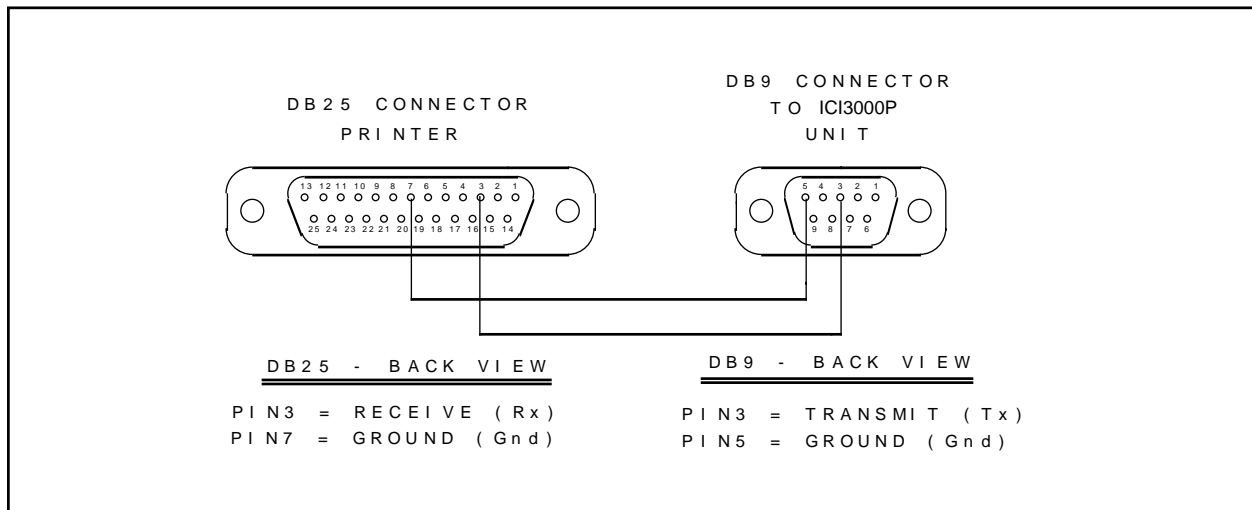 DB25 CONNECTOR
PRINTER
DB9 CONNECTOR
TO ICI3000P
UNIT
13 12 11 10 9 8 7 6 5 4 3 2 1
25 24 23 22 21 20 19 18 17 16 15 14
5 4 3 2 1
9 8 7 6
DB25 - BACK VIEW
PIN3 = RECEIVE (Rx)
PIN7 = GROUND (Gnd)
DB9 - BACK VIEW
PIN3 = TRANSMIT (Tx)
PIN5 = GROUND (Gnd)